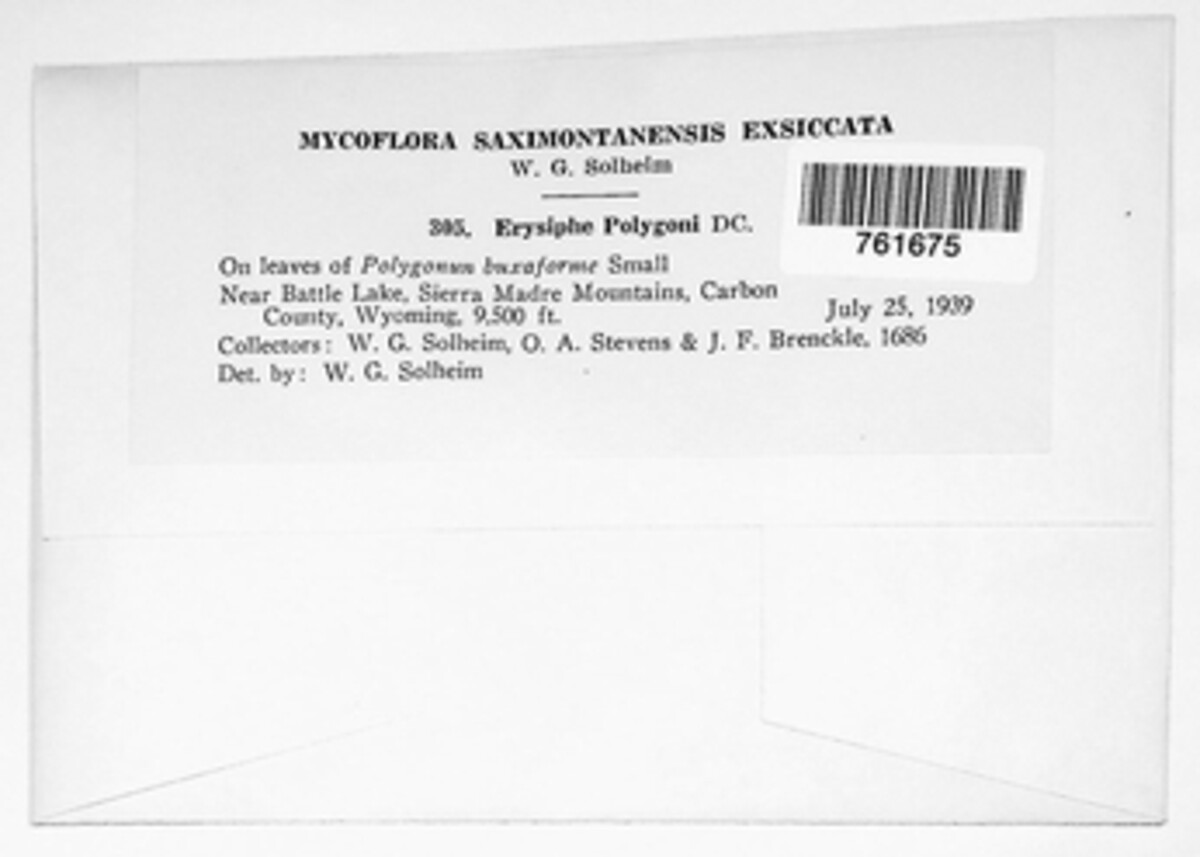 MYCOFLORA SAXIMONTANENSIS EXSICCATA
W. G. Solheim
305. Erysiphe Polygoni DC.
761675
On leaves of Polygonum buxaforme Small
Near Battle Lake, Sierra Madre Mountains, Carbon
County, Wyoming, 9,500 ft.
July 25, 1939
Collectors: W. G. Solheim, O. A. Stevens & J. F. Brenckle, 1686
Det. by: W. G. Solheim